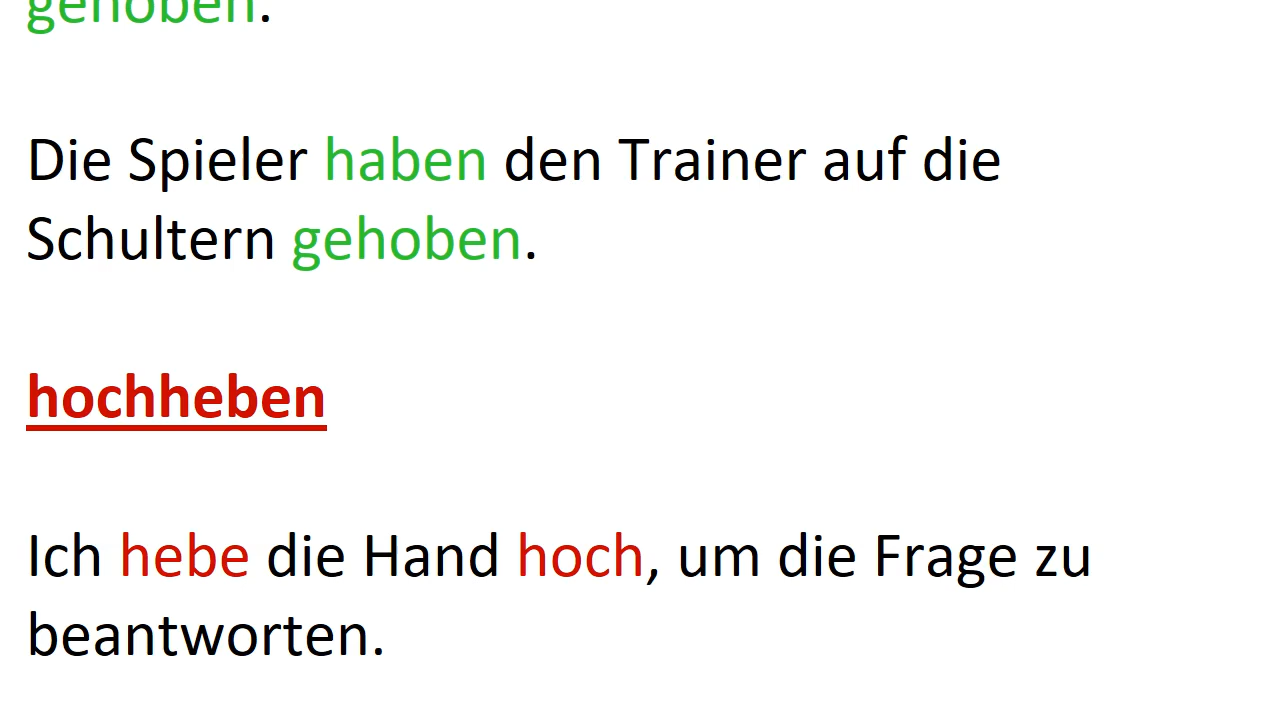 gehoben.
Die Spieler haben den Trainer auf die
Schultern gehoben.
hochheben
Ich hebe die Hand hoch, um die Frage zu
beantworten.